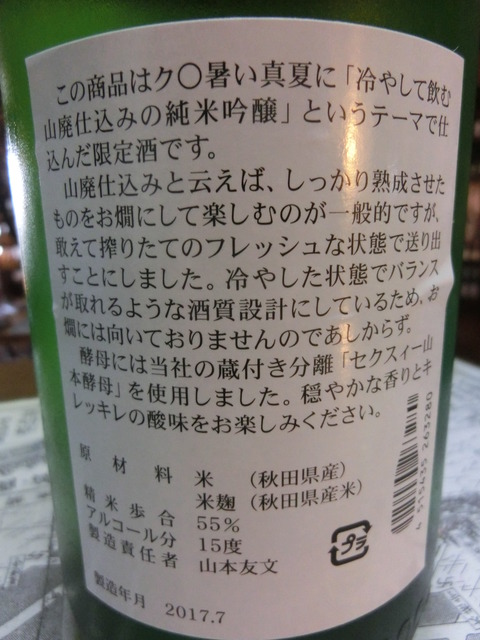 この商品はク〇暑い真夏に「冷やして飲む
山廃仕込みの純米吟醸」というテーマで仕
込んだ限定酒です。
山廃仕込みと云えば、しっかり熟成させた
ものをお燗にして楽しむのが一般的ですが、
敢えて搾りたてのフレッシュな状態で送り出
すことにしました。冷やした状態でバランス
が取れるような酒質設計にしているため、お
燗には向いておりませんのであしからず。
酵母には当社の蔵付き分離「セクスィー山
本酵母」を使用しました。穏やかな香りとキ
レッキレの酸味をお楽しみください。
原材料 米 (秋田県産)
米麹 (秋田県産米)
精米歩合 55%
アルコール分 15度
製造責任者 山本友文
製造年月 2017.7
プラ